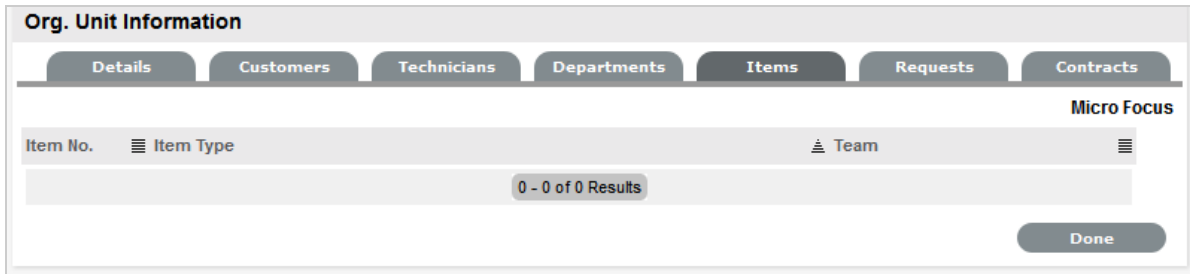 Org. Unit Information
Details Customers Technicians Departments Items Requests Contracts
Micro Focus
Item No. Item Type Team
0 - 0 of 0 Results
Done